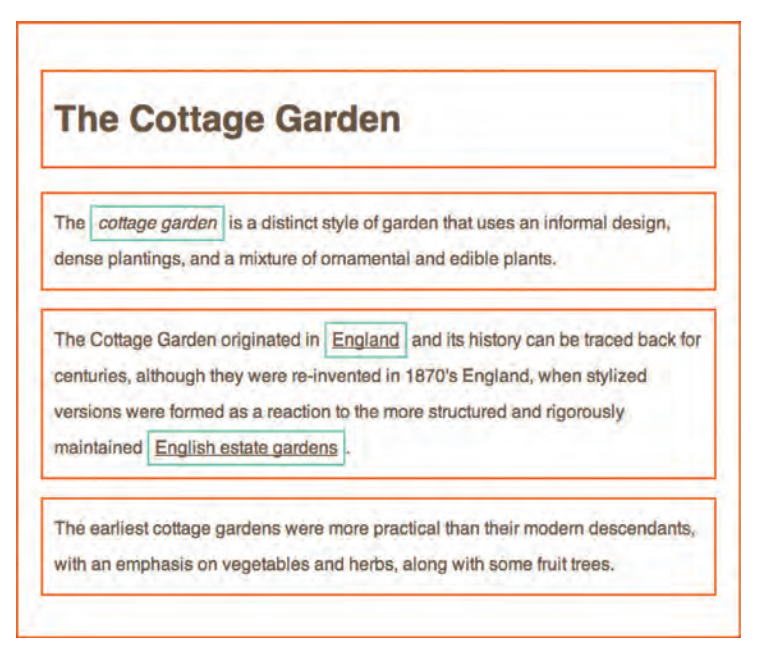 The Cottage Garden
The cottage garden is a distinct style of garden that uses an informal design,
dense plantings, and a mixture of ornamental and edible plants.
The Cottage Garden originated in England and its history can be traced back for
centuries, although they were re-invented in 1870's England, when stylized
versions were formed as a reaction to the more structured and rigorously
maintained English estate gardens.
The earliest cottage gardens were more practical than their modern descendants,
with an emphasis on vegetables and herbs, along with some fruit trees.